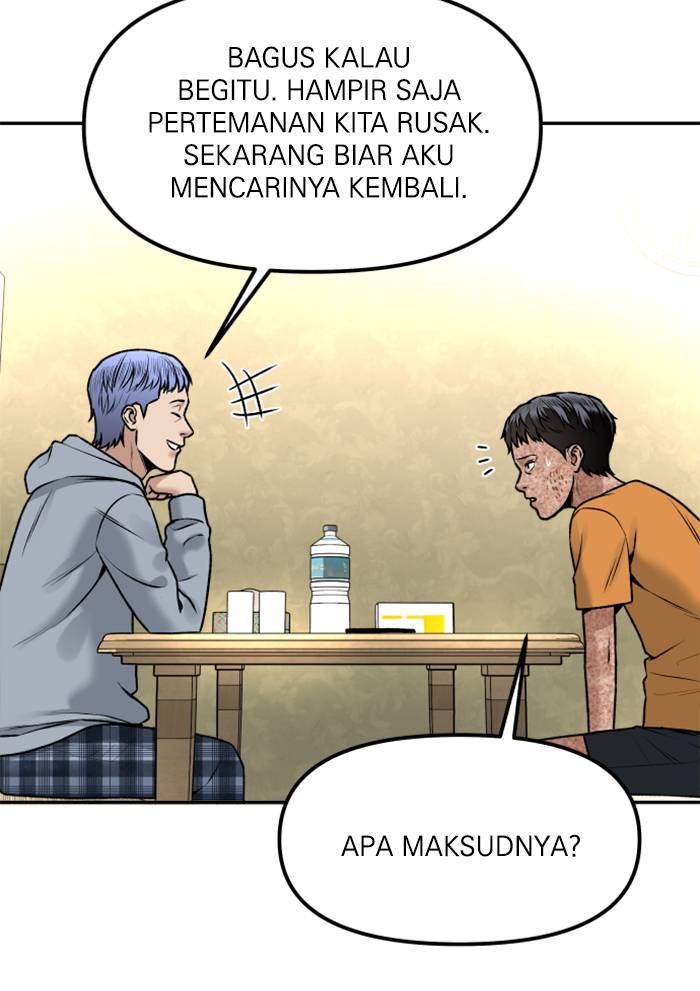 BAGUS KALAU
BEGITU. HAMPIR SAJA
PERTEMANAN KITA RUSAK.
SEKARANG BIAR AKU
MENCARINYA KEMBALI.
APA MAKSUDNYA?